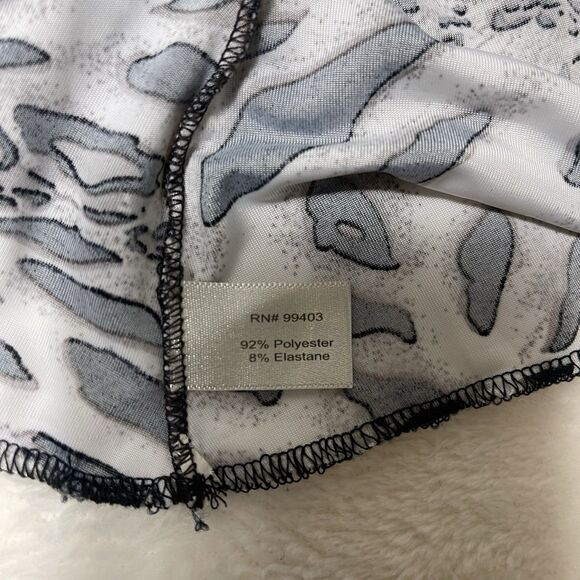 RN# 99403
92% Polyester
8% Elastane